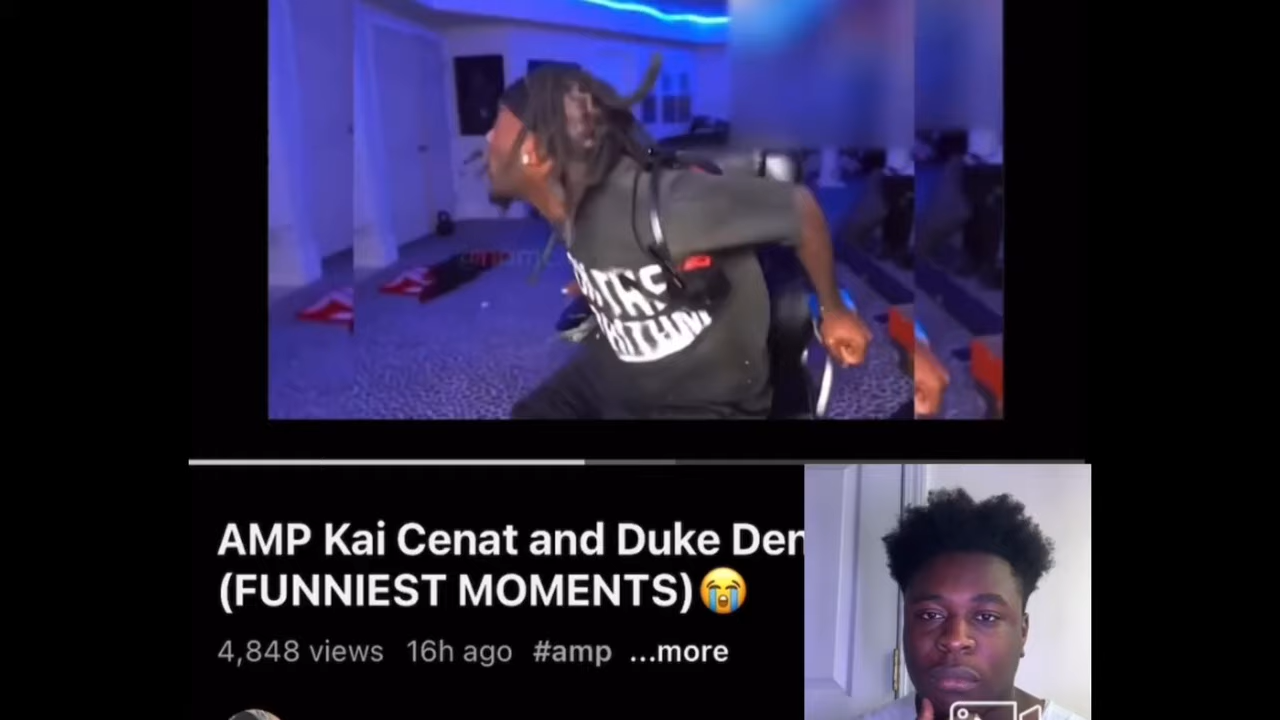 AMP Kai Cenat and Duke Den
(FUNNIEST MOMENTS)😭
4,848 views 16h ago #amp ...more